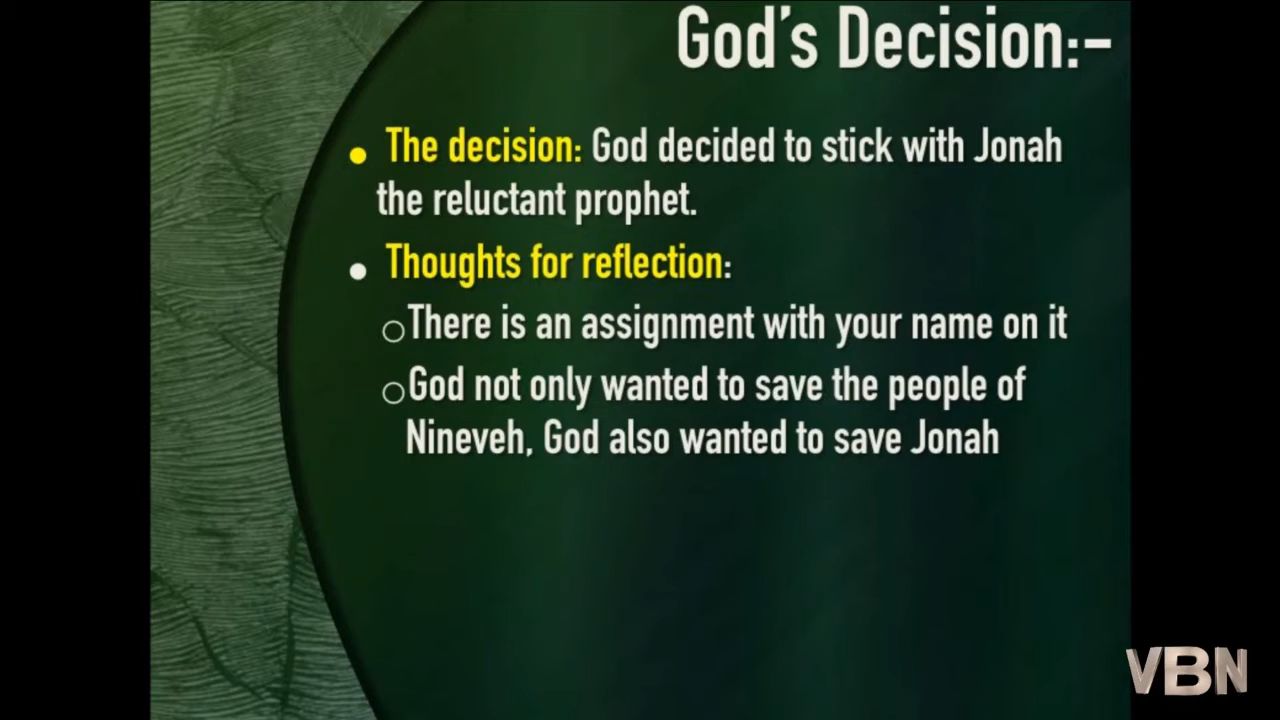 God's Decision:-
• The decision: God decided to stick with Jonah
the reluctant prophet.
• Thoughts for reflection:
○There is an assignment with your name on it
○God not only wanted to save the people of
Nineveh, God also wanted to save Jonah
VBN